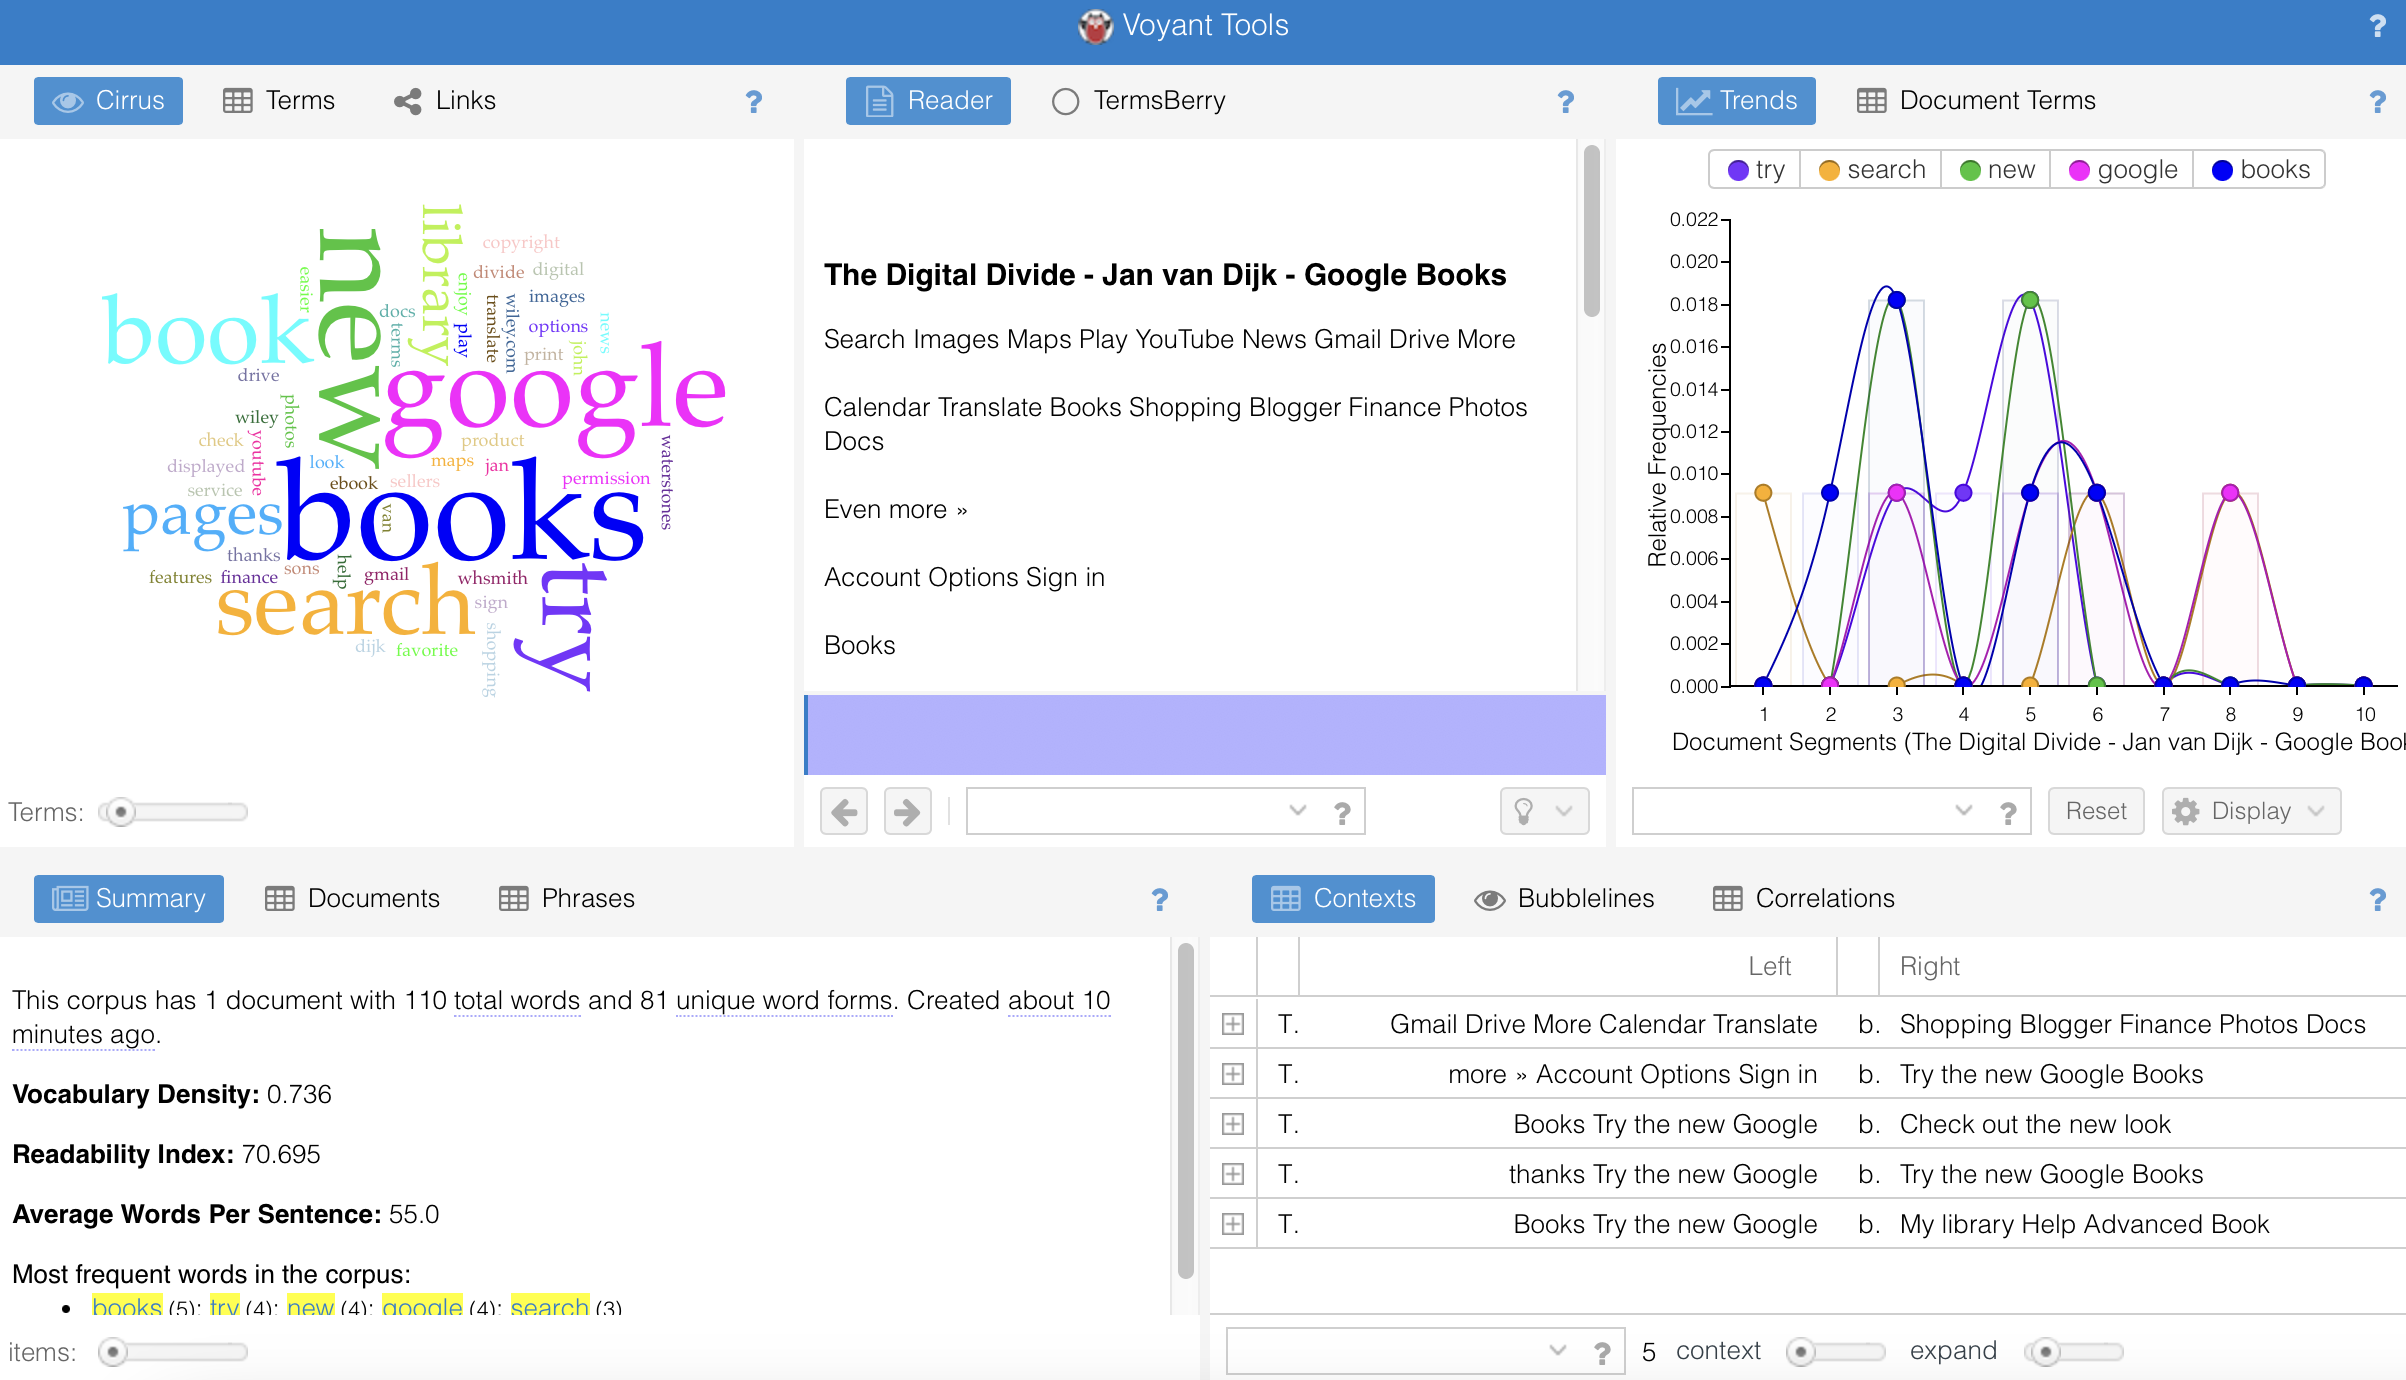 Voyant Tools
?
Cirrus Terms Links ?
copyright
library
divide digital
easier
new
enjoy
images
book
docs
translate
wiley.com
play
options
news
terms
print
john
google
drive
photos
wiley
check
youtube
product
waterstones
displayed
look
maps jan
permission
service
ebook sellers
books
pages
van
thanks
sons
help
gmail
whsmith
features finance
try
search
sign
shopping
dijk favorite
Terms:
Reader TermsBerry ?
The Digital Divide - Jan van Dijk - Google Books
Search Images Maps Play YouTube News Gmail Drive More
Calendar Translate Books Shopping Blogger Finance Photos
Docs
Even more »
Account Options Sign in
Books
?
Trends Document Terms ?
try search new google books
0.022
0.020
0.018
0.016
0.014
0.012
0.010
0.008
0.006
0.004
0.002
0.000
Relative Frequencies
1 2 3 4 5 6 7 8 9 10
Document Segments (The Digital Divide - Jan van Dijk - Google Bool
? Reset Display
Summary Documents Phrases ?
This corpus has 1 document with 110 total words and 81 unique word forms. Created about 10
minutes ago.
Vocabulary Density: 0.736
Readability Index: 70.695
Average Words Per Sentence: 55.0
Most frequent words in the corpus:
• books (5); try (4); new (4); google (4); search (3)
items:
Contexts Bubblelines Correlations ?
Left Right
T. Gmail Drive More Calendar Translate b. Shopping Blogger Finance Photos Docs
T. more » Account Options Sign in b. Try the new Google Books
T. Books Try the new Google b. Check out the new look
T. thanks Try the new Google b. Try the new Google Books
T. Books Try the new Google b. My library Help Advanced Book
? 5 context expand